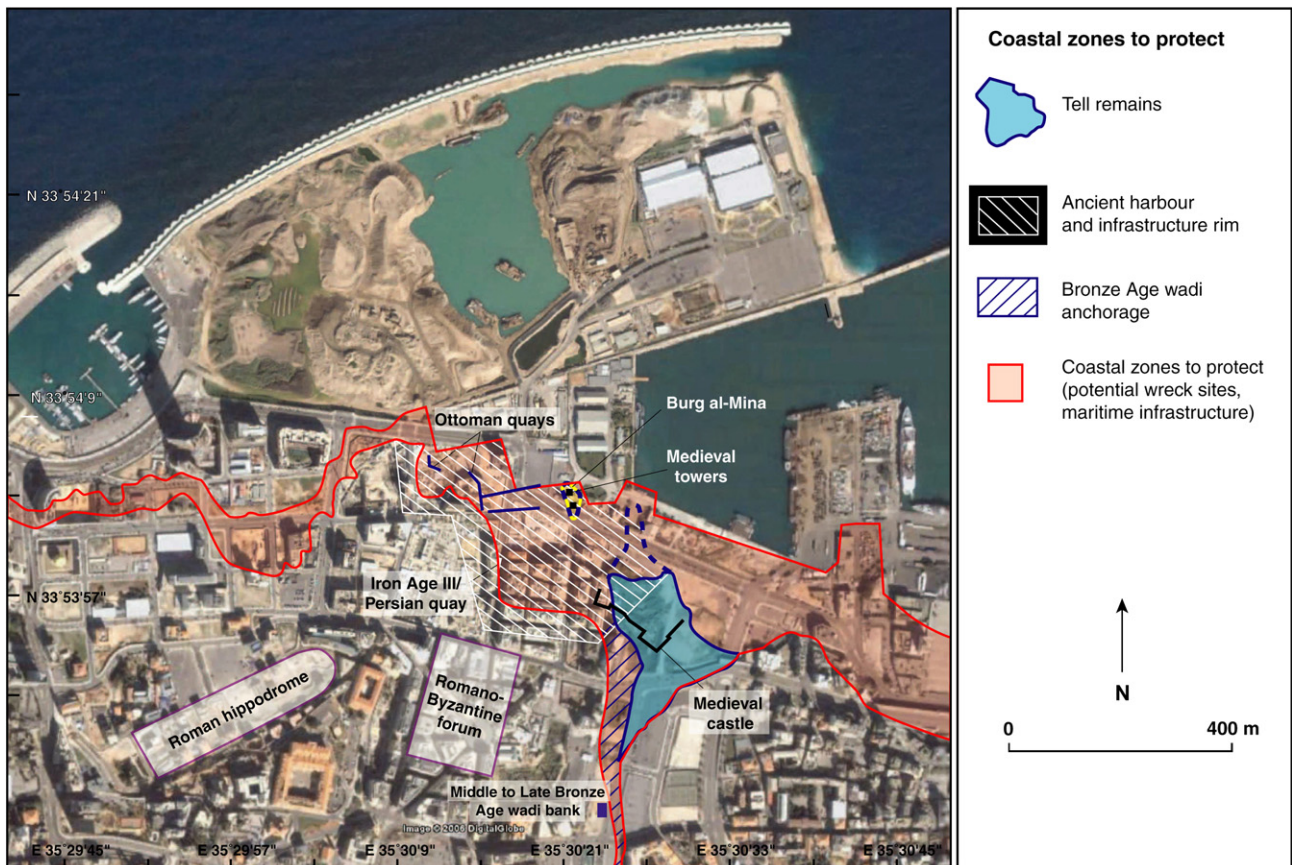 N 33°54'21"
N 33°54'9"
Ottoman quays
Burg al-Mina
Medieval
towers
Iron Age III/
Persian quay
N 33°53'57"
Roman hippodrome
Romano-
Byzantine
forum
Medieval
castle
Middle to Late Bronze
Age wadi bank
Image © 2006 DigitalGlobe
E 35°29'45"
E 35°29'57"
E 35°30'9"
E 35°30'21"
E 35°30'33"
E 35°30'45"
Coastal zones to protect
Tell remains
Ancient harbour
and infrastructure rim
Bronze Age wadi
anchorage
Coastal zones to protect
(potential wreck sites,
maritime infrastructure)
N
0 400 m